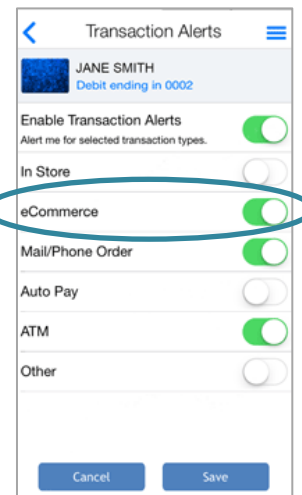 Transaction Alerts
JANE SMITH
Debit ending in 0002
Enable Transaction Alerts
Alert me for selected transaction types.
In Store
eCommerce
Mail/Phone Order
Auto Pay
ATM
Other
Cancel Save